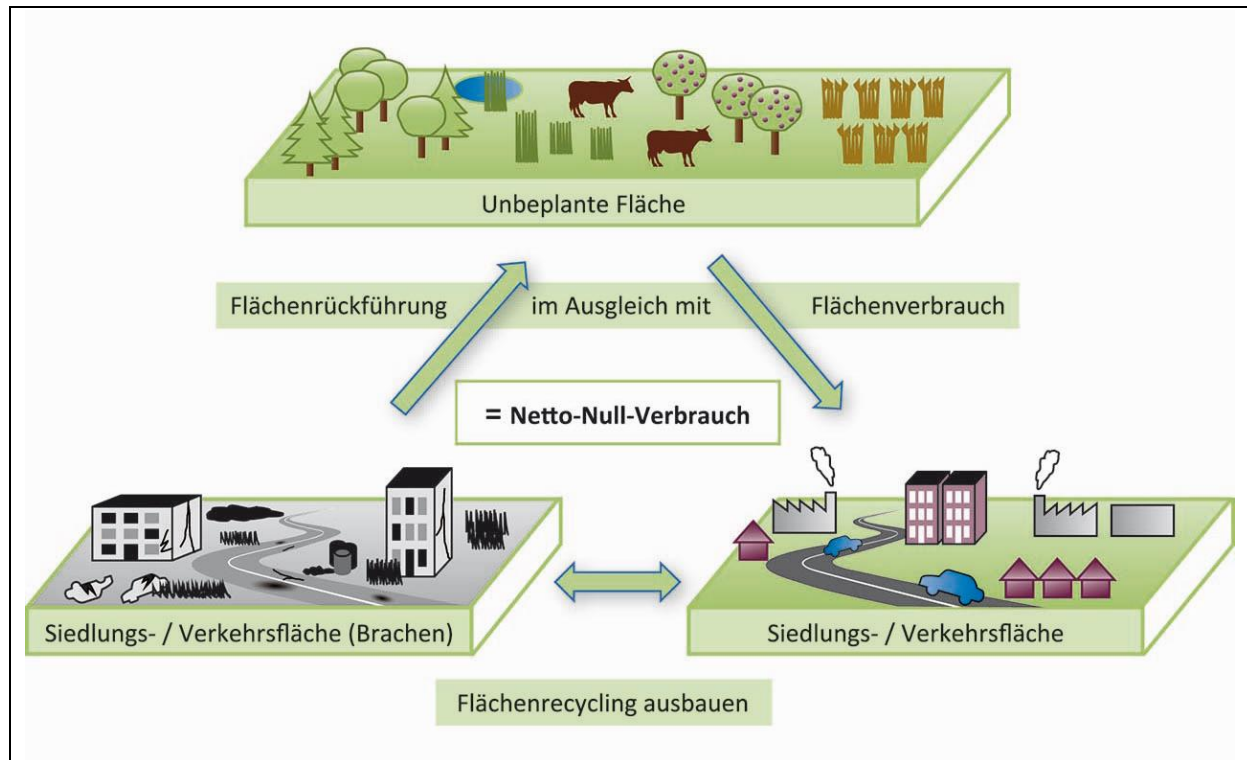 Unbeplante Fläche
Flächenrückführung im Ausgleich mit Flächenverbrauch
= Netto-Null-Verbrauch
Siedlungs- / Verkehrsfläche (Brachen)
Siedlungs- / Verkehrsfläche
Flächenrecycling ausbauen